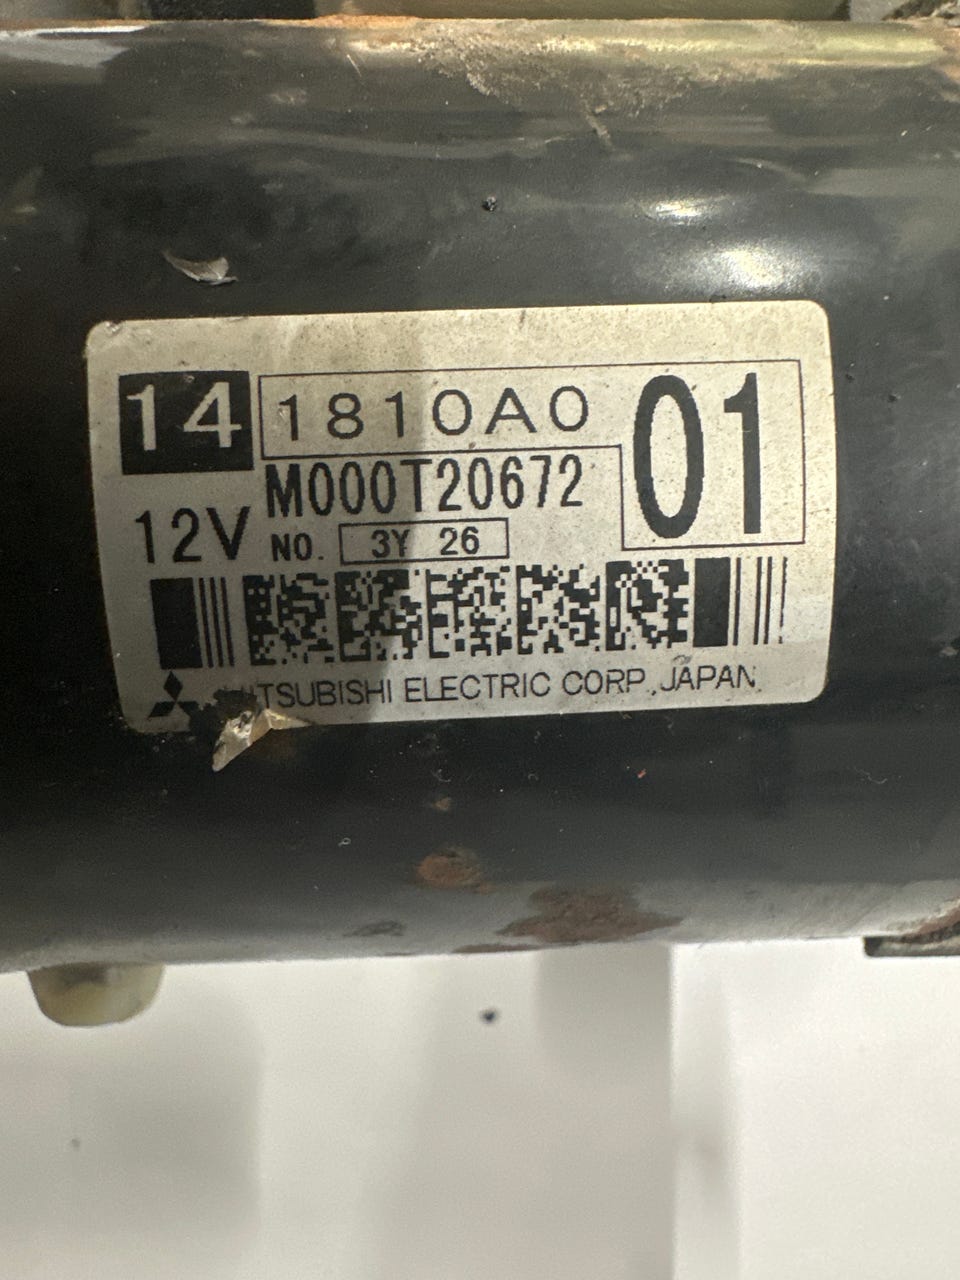 14 1810A0 01
M000T20672
12V NO. 3Y 26
TSUBISHI ELECTRIC CORP. JAPAN